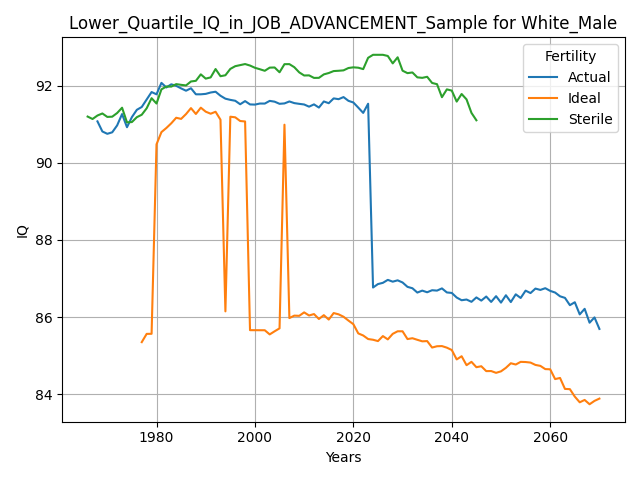 Lower_Quartile_IQ_in_JOB_ADVANCEMENT_Sample for White_Male
Fertility
Actual
Ideal
Sterile
IQ
92
90
88
86
84
1980
2000
2020
2040
2060
Years